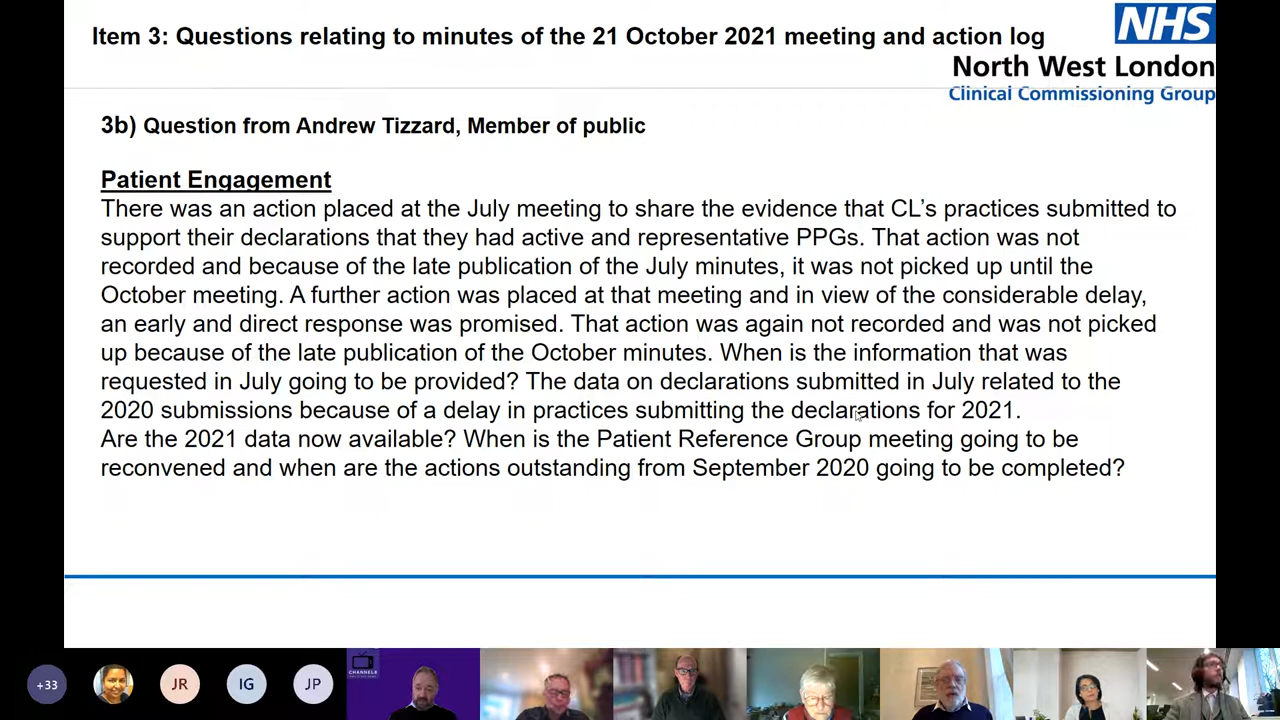 Item 3: Questions relating to minutes of the 21 October 2021 meeting and action log
NHS
North West London
Clinical Commissioning Group
3b) Question from Andrew Tizzard, Member of public
Patient Engagement
There was an action placed at the July meeting to share the evidence that CL’s practices submitted to
support their declarations that they had active and representative PPGs. That action was not
recorded and because of the late publication of the July minutes, it was not picked up until the
October meeting. A further action was placed at that meeting and in view of the considerable delay,
an early and direct response was promised. That action was again not recorded and was not picked
up because of the late publication of the October minutes. When is the information that was
requested in July going to be provided? The data on declarations submitted in July related to the
2020 submissions because of a delay in practices submitting the declarations for 2021.
Are the 2021 data now available? When is the Patient Reference Group meeting going to be
reconvened and when are the actions outstanding from September 2020 going to be completed?
+33
JR
IG
JP
CHANNELS